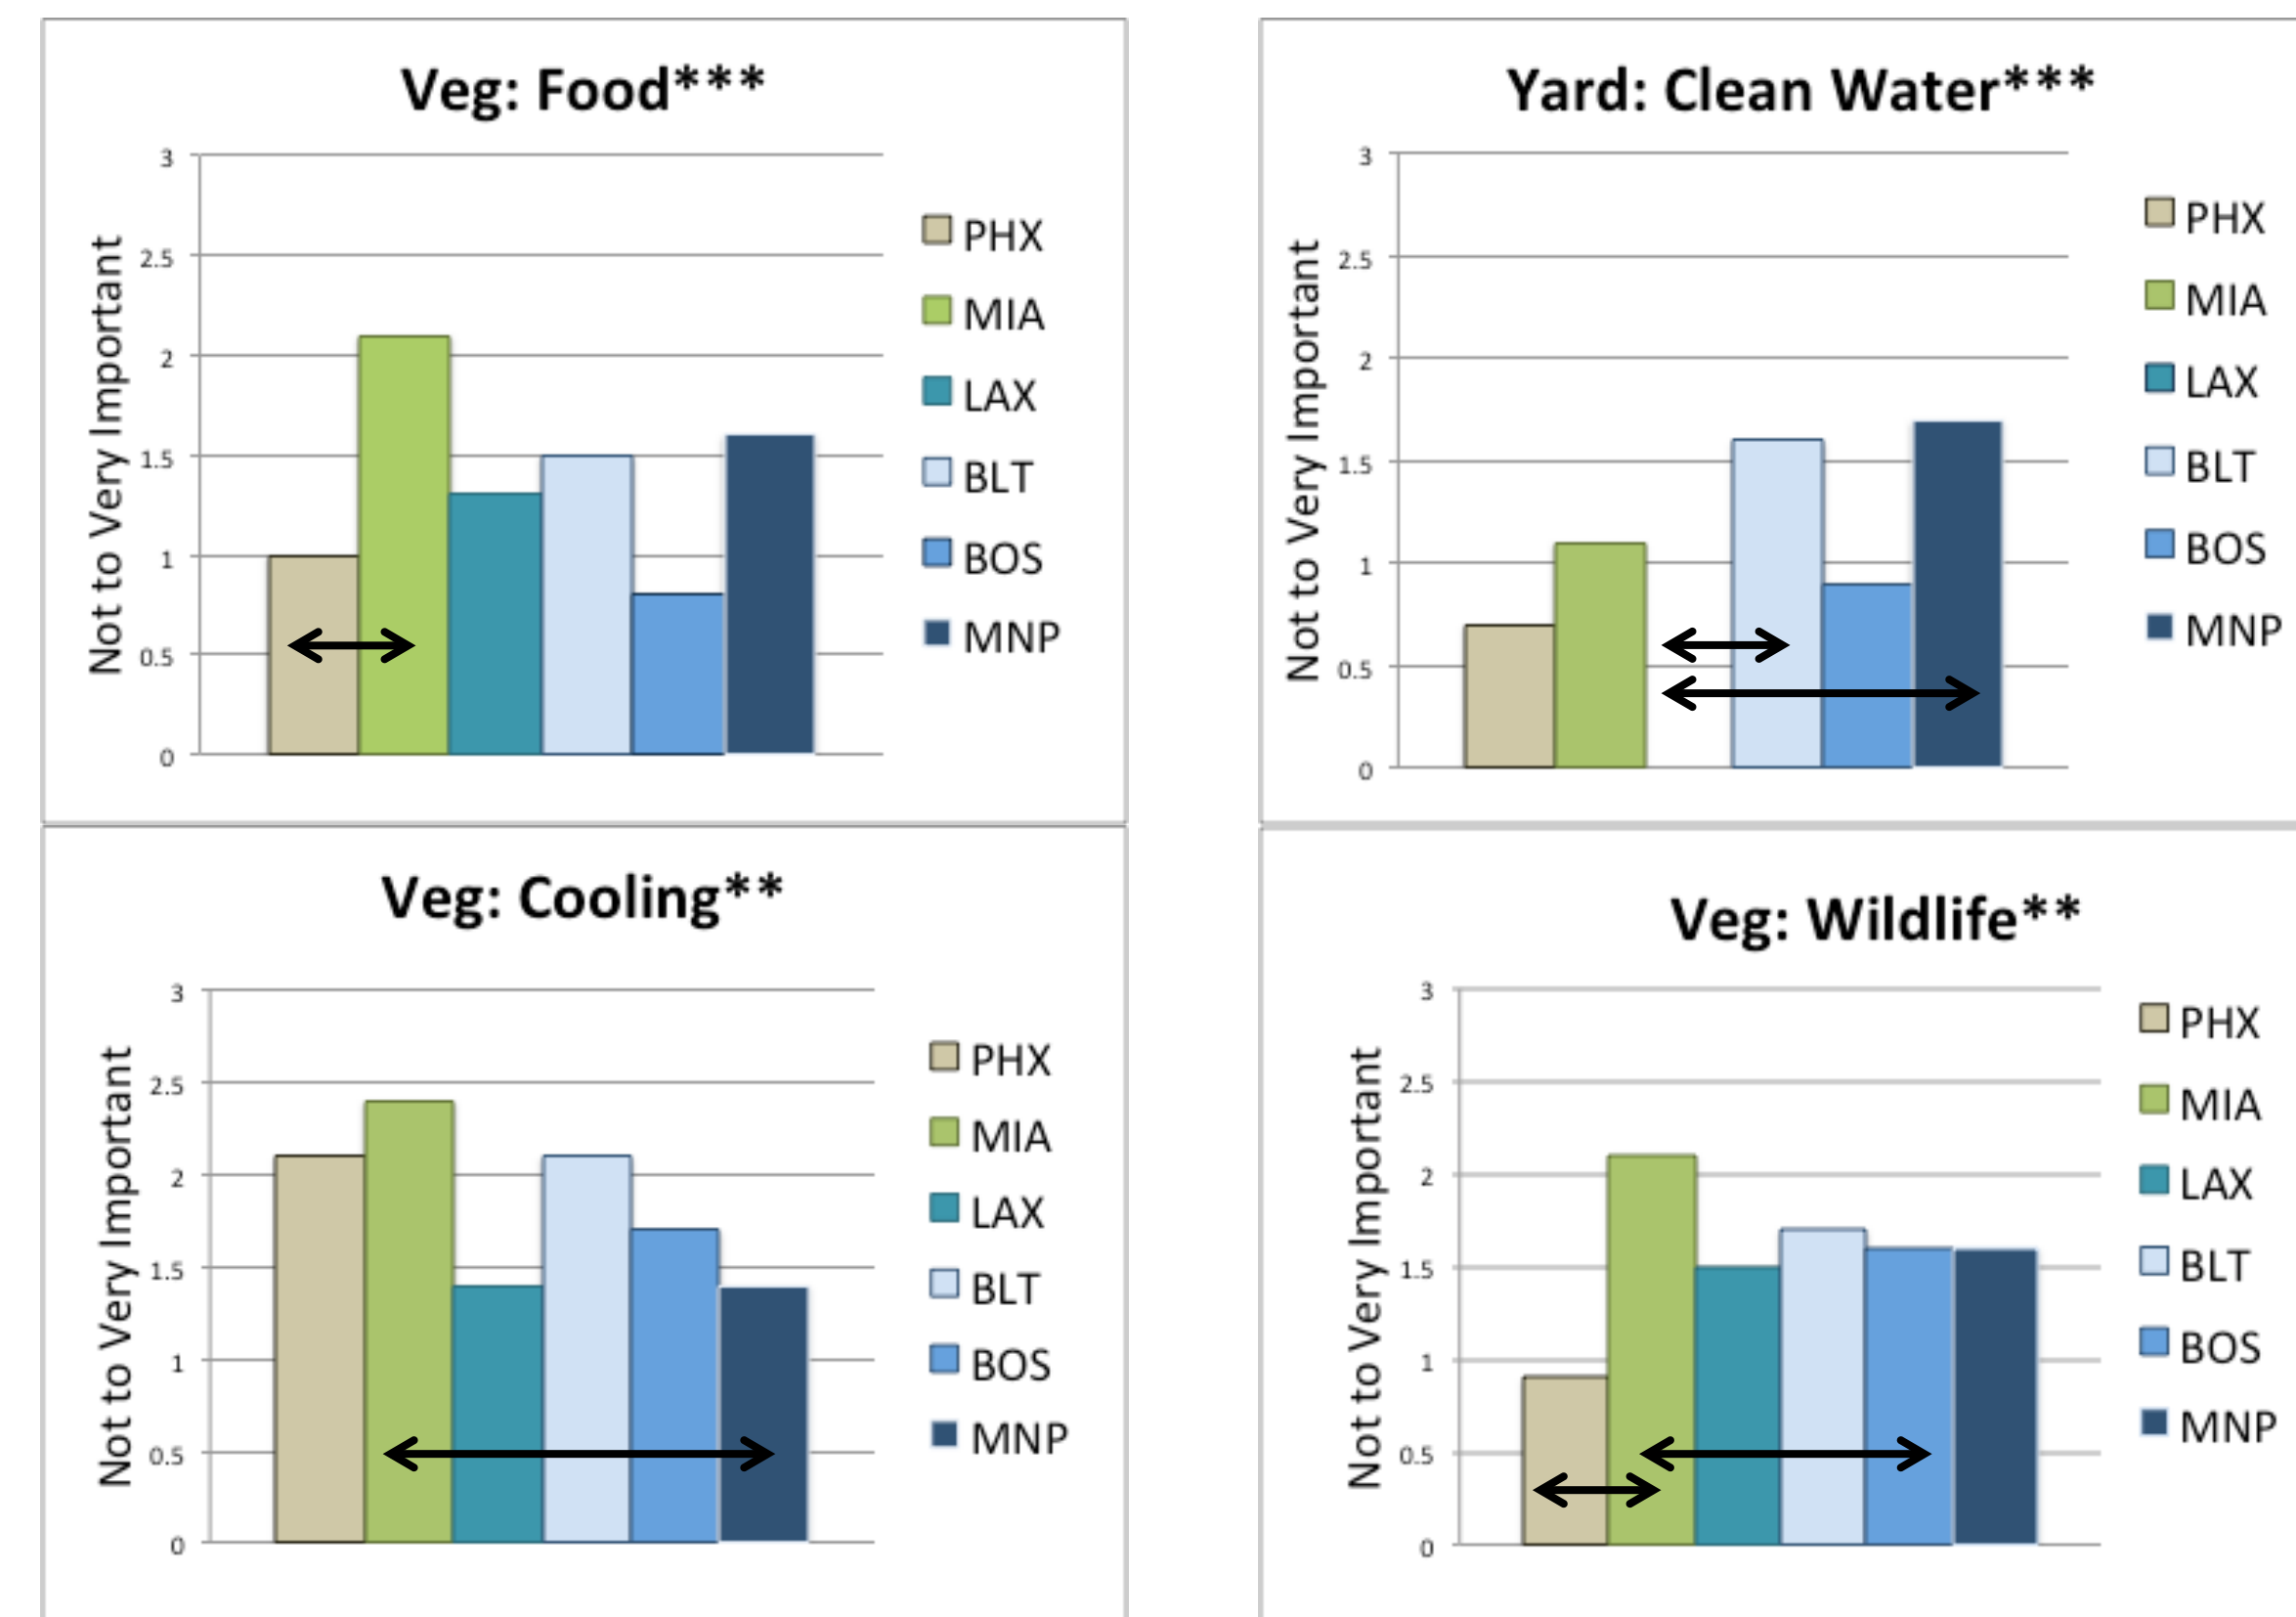 Veg: Food***
Not to Very Important
3
2.5
2
1.5
1
0.5
0
PHX
MIA
LAX
BLT
BOS
MNP
Yard: Clean Water***
Not to Very Important
3
2.5
2
1.5
1
0.5
0
PHX
MIA
LAX
BLT
BOS
MNP
Veg: Cooling**
Not to Very Important
3
2.5
2
1.5
1
0.5
0
PHX
MIA
LAX
BLT
BOS
MNP
Veg: Wildlife**
Not to Very Important
3
2.5
2
1.5
1
0.5
0
PHX
MIA
LAX
BLT
BOS
MNP